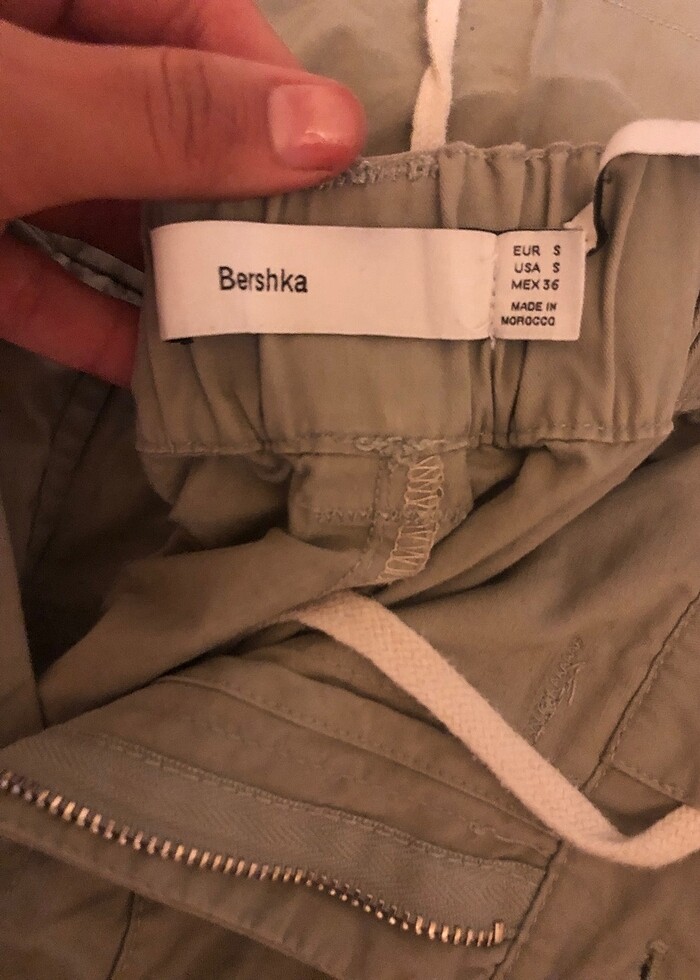 Bershka
EUR S
USA S
MEX 36
MADE IN
MOROCCO